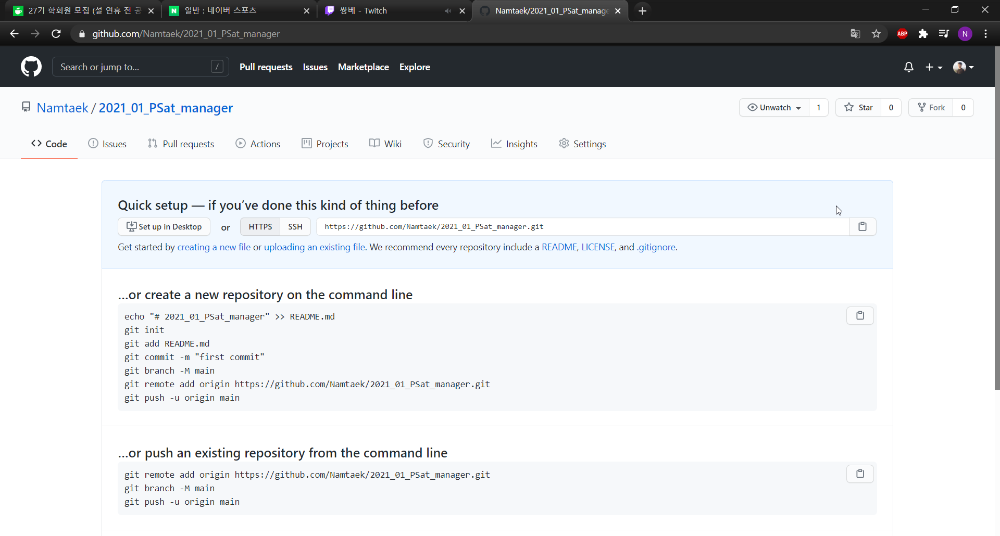 27기 학회원 모집 (설 연휴 전 공
일반 : 네이버 스포츠
쌍베 - Twitch
Namtaek/2021_01_PSat_manage
github.com/Namtaek/2021_01_PSat_manager
ABP
N
Search or jump to...
/
Pull requests
Issues
Marketplace
Explore
Namtaek / 2021_01_PSat_manager
Unwatch 1
Star 0
Fork 0
Code
Issues
Pull requests
Actions
Projects
Wiki
Security
Insights
Settings
Quick setup — if you've done this kind of thing before
Set up in Desktop or HTTPS SSH https://github.com/Namtaek/2021_01_PSat_manager.git
Get started by creating a new file or uploading an existing file. We recommend every repository include a README, LICENSE, and .gitignore.
...or create a new repository on the command line
echo "# 2021_01_PSat_manager" >> README.md
git init
git add README.md
git commit -m "first commit"
git branch -M main
git remote add origin https://github.com/Namtaek/2021_01_PSat_manager.git
git push -u origin main
...or push an existing repository from the command line
git remote add origin https://github.com/Namtaek/2021_01_PSat_manager.git
git branch -M main
git push -u origin main